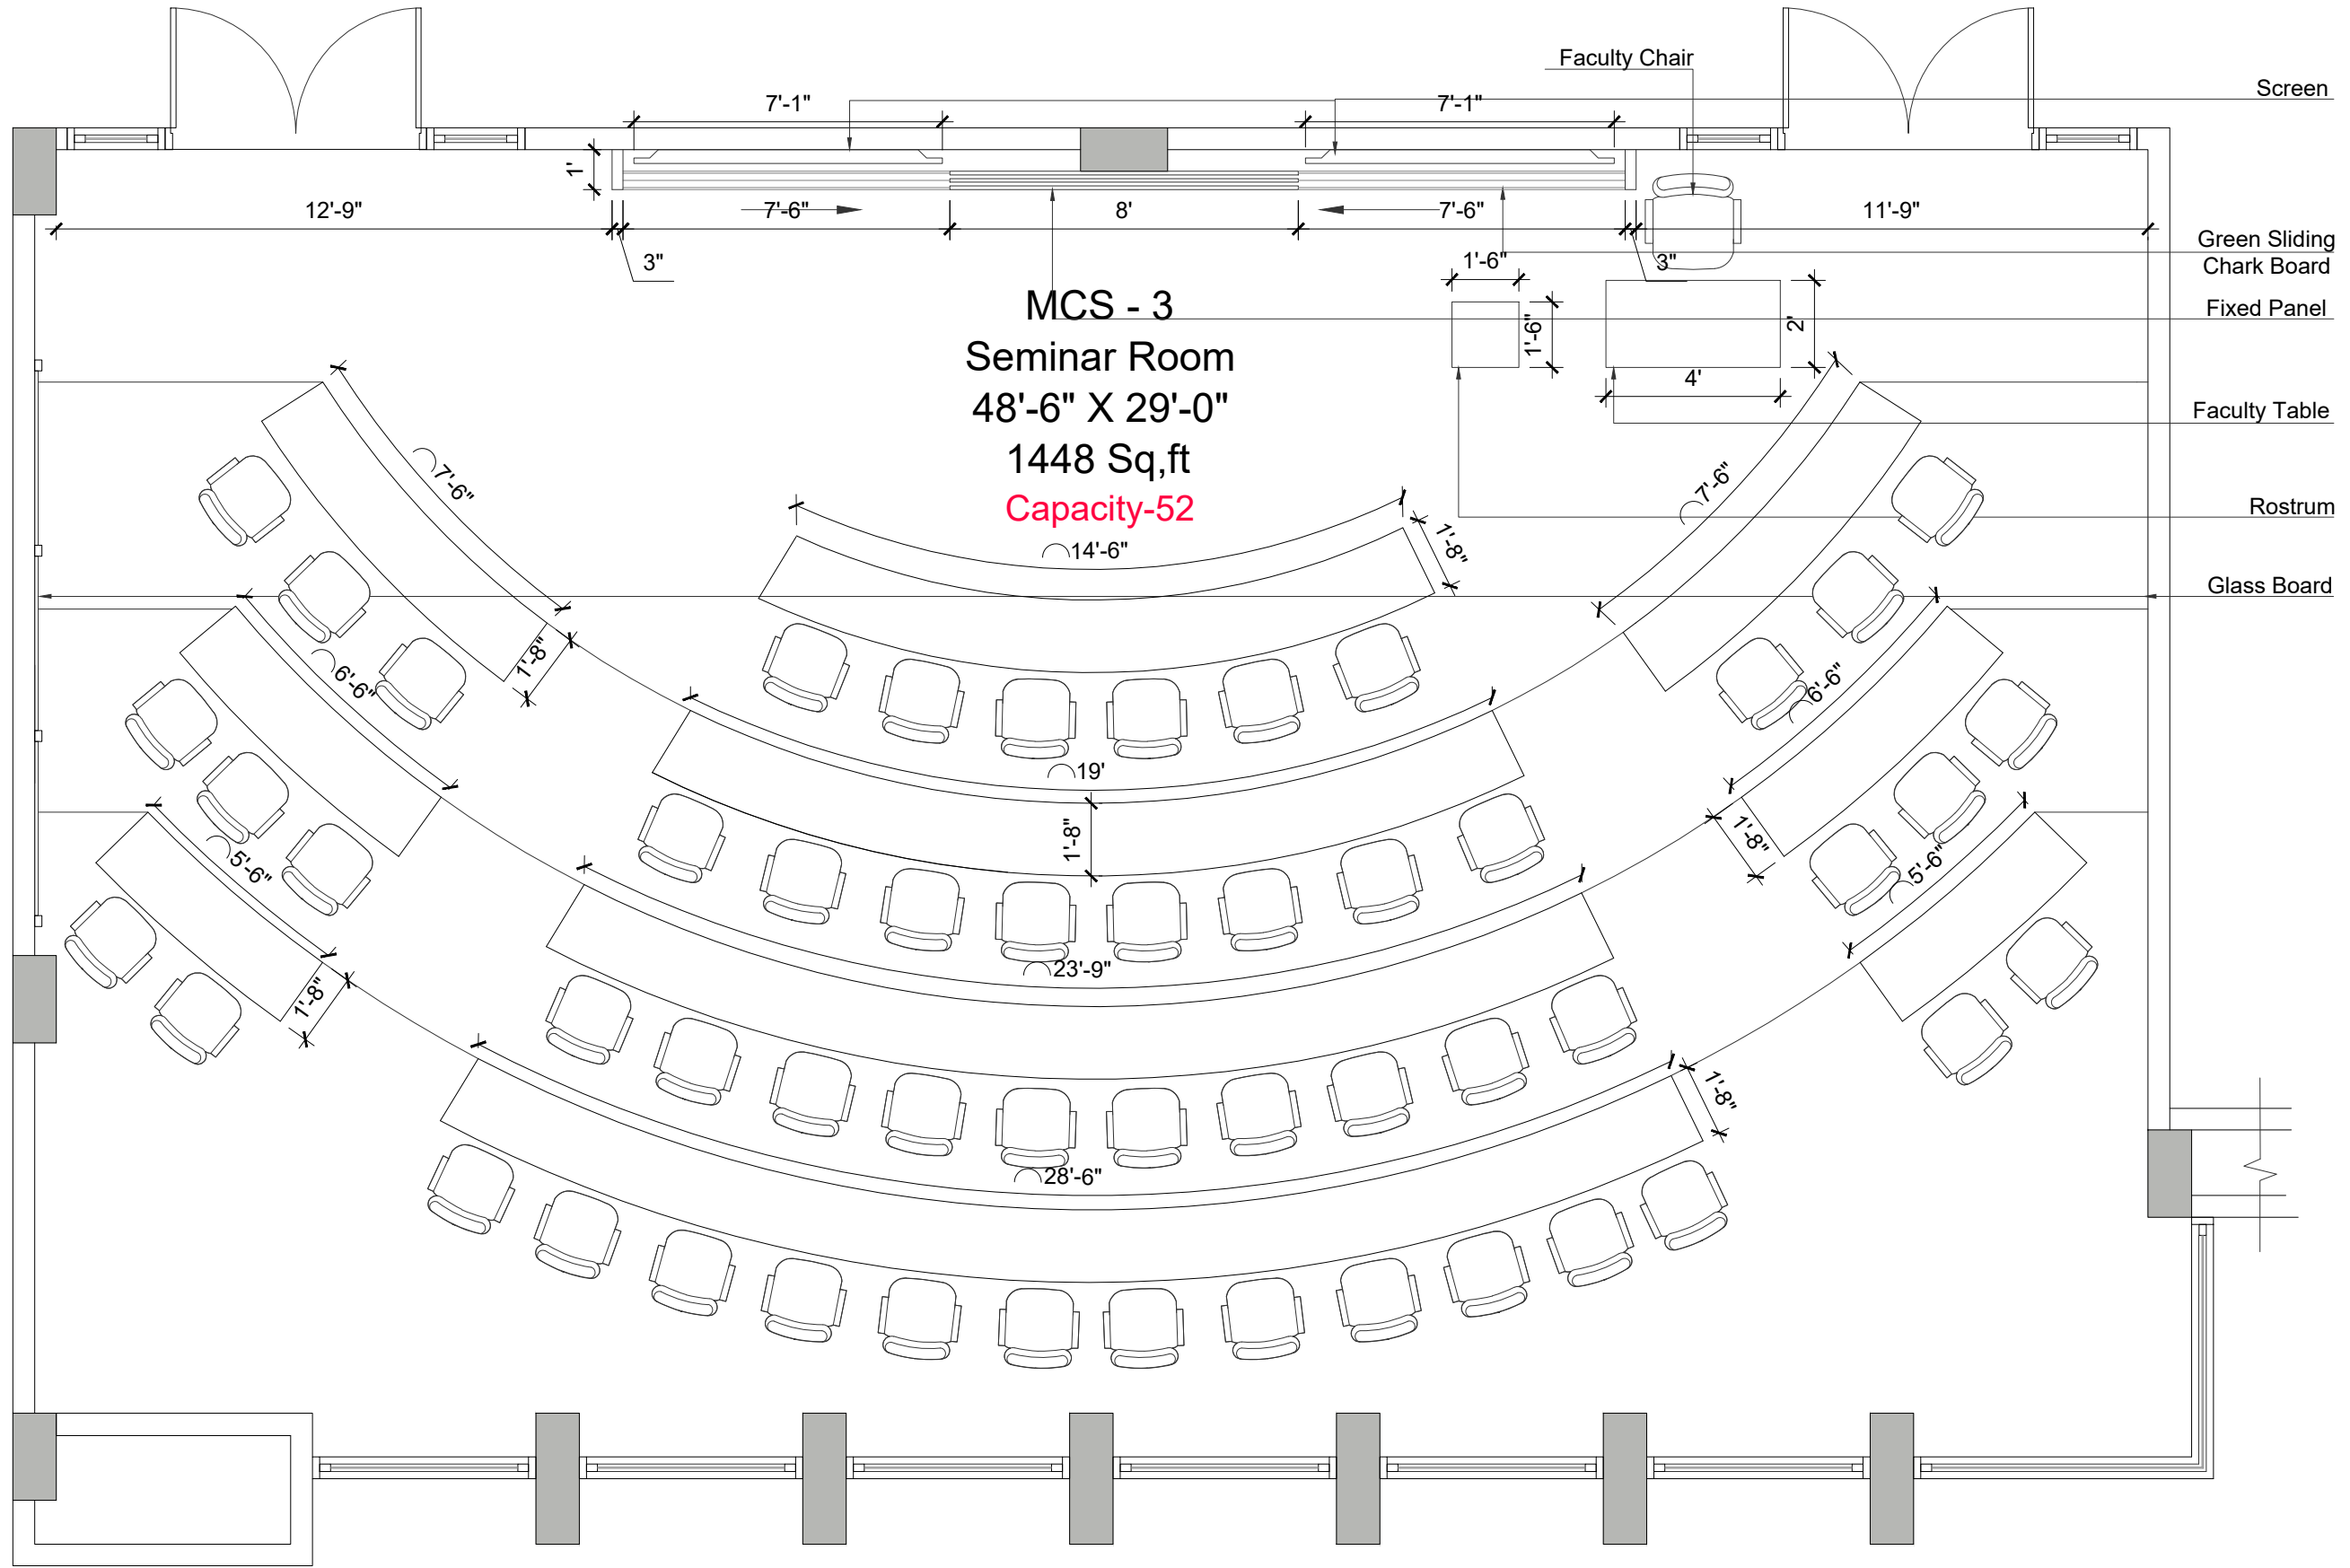 Faculty Chair
Screen
7'-1"
7'-1"
1'
12'-9"
7'-6"
8'
7'-6"
11'-9"
3"
3"
Green Sliding
Chark Board
1'-6"
1'-6"
2'
4'
Fixed Panel
MCS - 3
Seminar Room
48'-6" X 29'-0"
1448 Sq,ft
Capacity-52
Faculty Table
Rostrum
Glass Board
7'-6"
7'-6"
14'-6"
1'-8"
1'-8"
6'-6"
6'-6"
19'
1'-8"
1'-8"
5'-6"
5'-6"
23'-9"
1'-8"
1'-8"
28'-6"